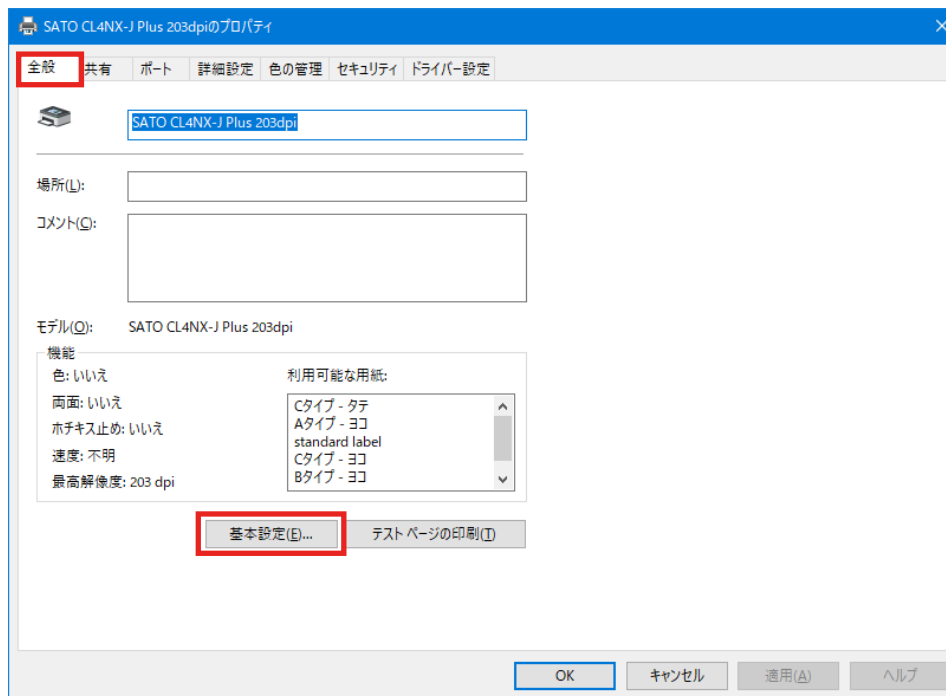 SATO CL4NX-J Plus 203dpiのプロパティ
全般 共有 ポート 詳細設定 色の管理 セキュリティ ドライバー設定
SATO CL4NX-J Plus 203dpi
場所(L):
コメント(C):
モデル(O): SATO CL4NX-J Plus 203dpi
機能
色: いいえ
両面: いいえ
ホチキス止め: いいえ
速度: 不明
最高解像度: 203 dpi
利用可能な用紙:
Cタイプ - タテ
Aタイプ - ヨコ
standard label
Cタイプ - ヨコ
Bタイプ - ヨコ
基本設定(E)... テスト ページの印刷(T)
OK キャンセル 適用(A) ヘルプ